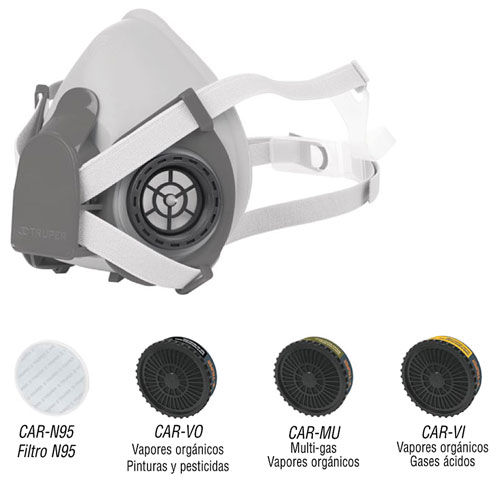 TRUPER
CAR-N95
Filtro N95
CAR-VO
Vapores orgánicos
Pinturas y pesticidas
CAR-MU
Multi-gas
Vapores orgánicos
CAR-VI
Vapores orgánicos
Gases ácidos